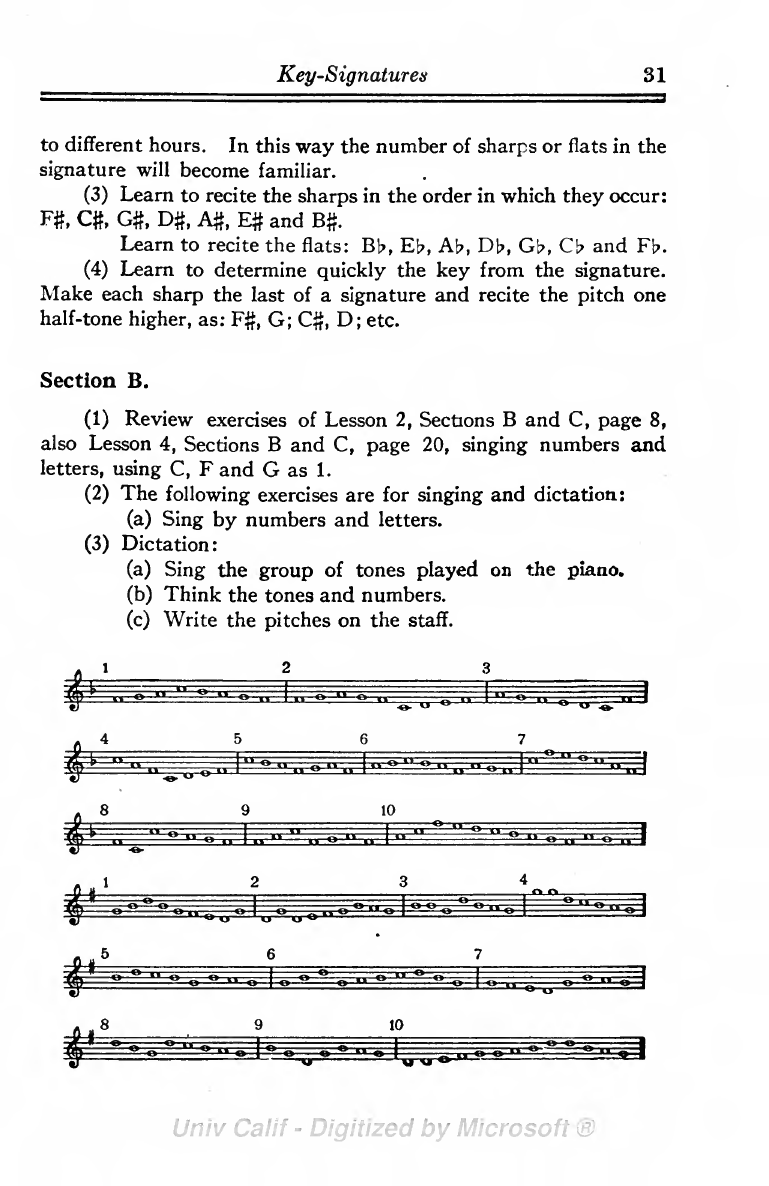 Key-Signatures 31
to different hours. In this way the number of sharps or flats in the
signature will become familiar.
(3) Learn to recite the sharps in the order in which they occur:
F♯, C♯, G♯, D♯, A♯, E♯ and B♯.
Learn to recite the flats: B♭, E♭, A♭, D♭, G♭, C♭ and F♭.
(4) Learn to determine quickly the key from the signature.
Make each sharp the last of a signature and recite the pitch one
half-tone higher, as: F♯, G; C♯, D; etc.
Section B.
(1) Review exercises of Lesson 2, Sections B and C, page 8,
also Lesson 4, Sections B and C, page 20, singing numbers and
letters, using C, F and G as 1.
(2) The following exercises are for singing and dictation:
(a) Sing by numbers and letters.
(3) Dictation:
(a) Sing the group of tones played on the piano.
(b) Think the tones and numbers.
(c) Write the pitches on the staff.
1 2 3
4 5 6 7
8 9 10
1 2 3 4
5 6 7
8 9 10
Univ Calif - Digitized by Microsoft ®